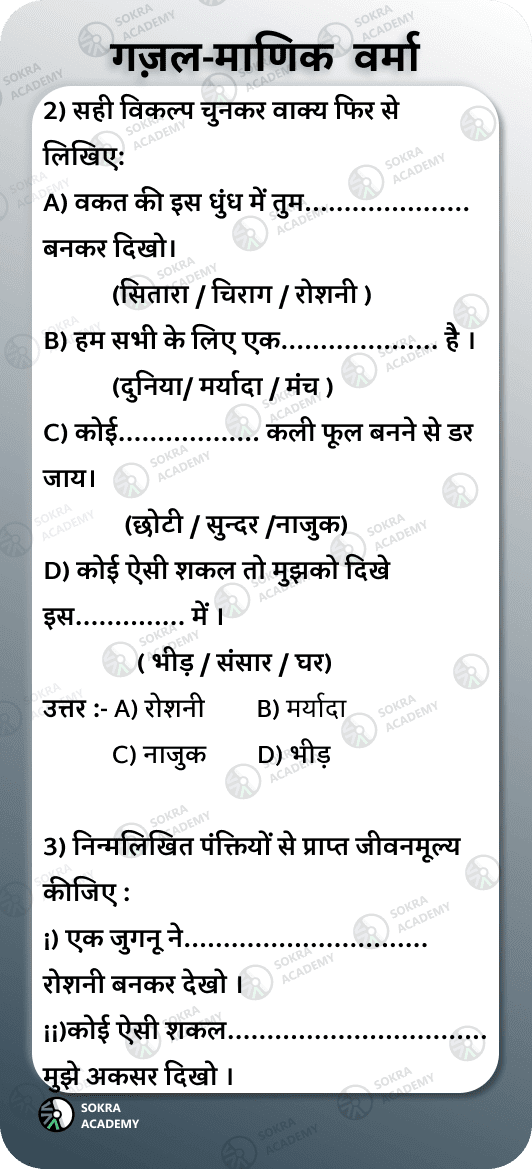 गज़ल-माणिक वर्मा
2) सही विकल्प चुनकर वाक्य फिर से
लिखिए:
A) वकत की इस धुंध में तुम.....................
बनकर दिखो।
(सितारा / चिराग / रोशनी )
B) हम सभी के लिए एक.................... है ।
(दुनिया/ मर्यादा / मंच )
C) कोई.................. कली फूल बनने से डर
जाय।
(छोटी / सुन्दर /नाजुक)
D) कोई ऐसी शकल तो मुझको दिखे
इस.............. में ।
( भीड़ / संसार / घर)
उत्तर :- A) रोशनी B) मर्यादा
C) नाजुक D) भीड़
3) निन्मलिखित पंक्तियों से प्राप्त जीवनमूल्य
कीजिए :
i) एक जुगनू ने...............................
रोशनी बनकर देखो ।
ii)कोई ऐसी शकल.................................
मुझे अकसर दिखो ।
SOKRA
ACADEMY